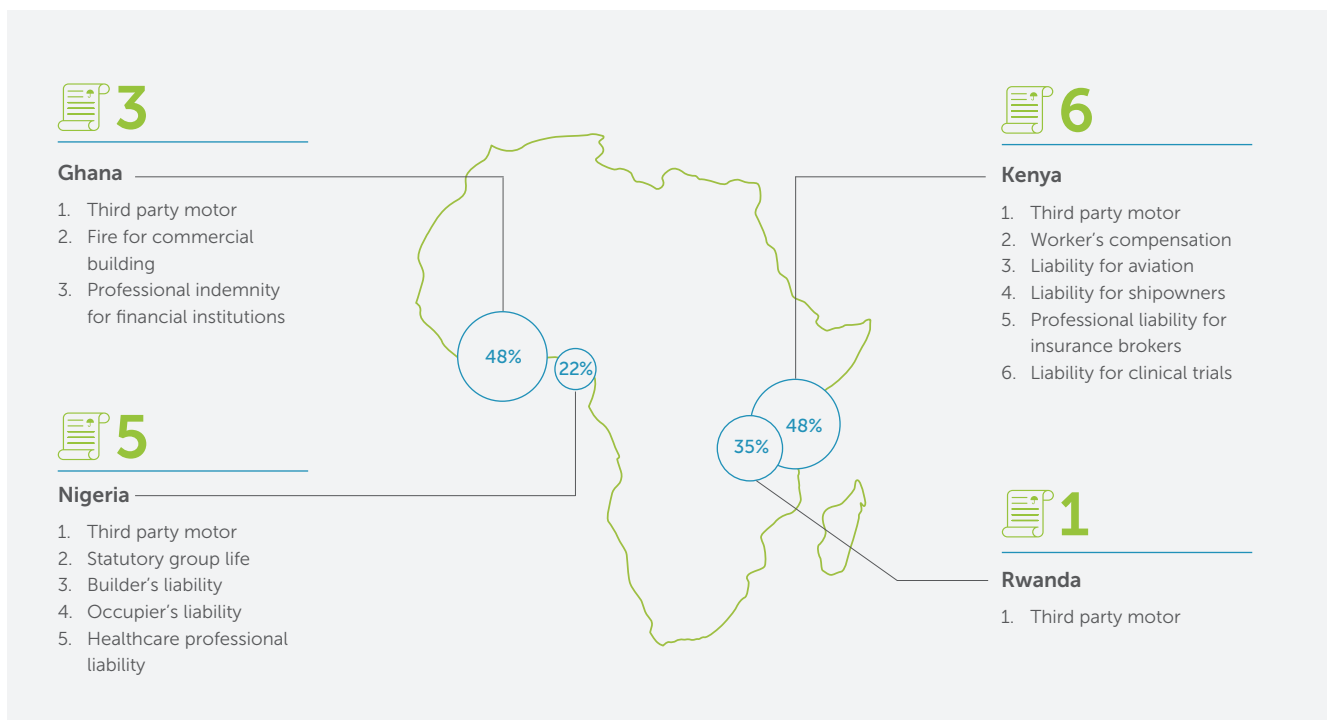 3
Ghana
1. Third party motor
2. Fire for commercial
building
3. Professional indemnity
for financial institutions
5
Nigeria
1. Third party motor
2. Statutory group life
3. Builder's liability
4. Occupier's liability
5. Healthcare professional
liability
48%
22%
35%
48%
6
Kenya
1. Third party motor
2. Worker's compensation
3. Liability for aviation
4. Liability for shipowners
5. Professional liability for
insurance brokers
6. Liability for clinical trials
1
Rwanda
1. Third party motor